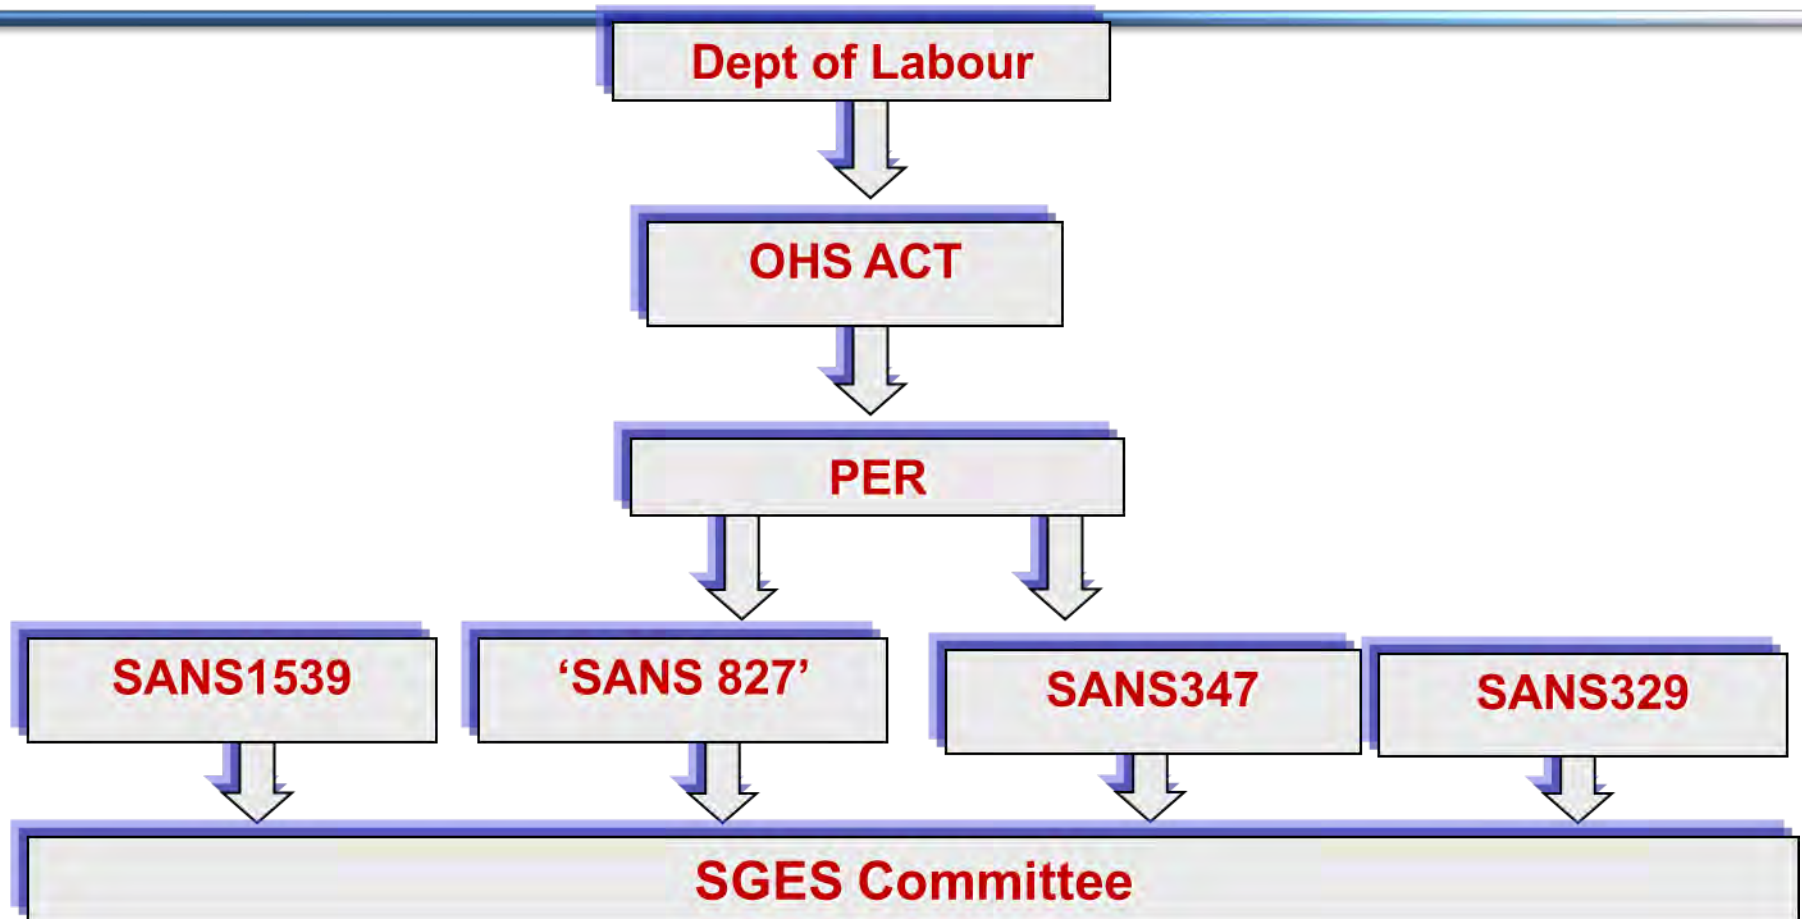 Dept of Labour
OHS ACT
PER
SANS1539
‘SANS 827’
SANS347
SANS329
SGES Committee